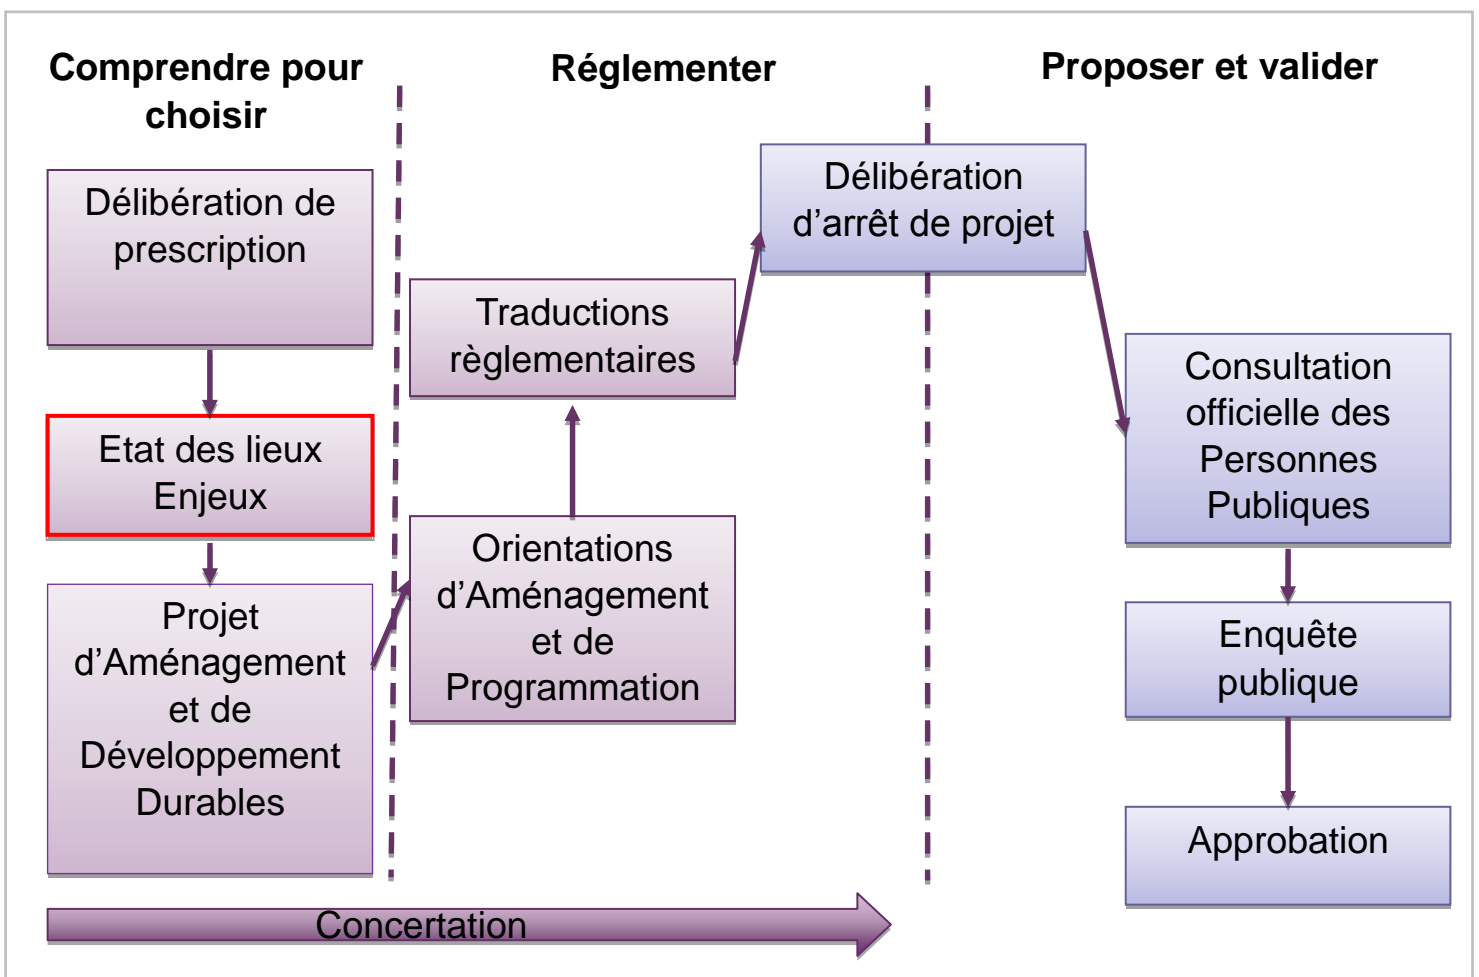 Comprendre pour
choisir
Délibération de
prescription
Etat des lieux
Enjeux
Projet
d’Aménagement
et de
Développement
Durables
Réglementer
Traductions
règlementaires
Orientations
d’Aménagement
et de
Programmation
Délibération
d’arrêt de projet
Proposer et valider
Consultation
officielle des
Personnes
Publiques
Enquête
publique
Approbation
Concertation